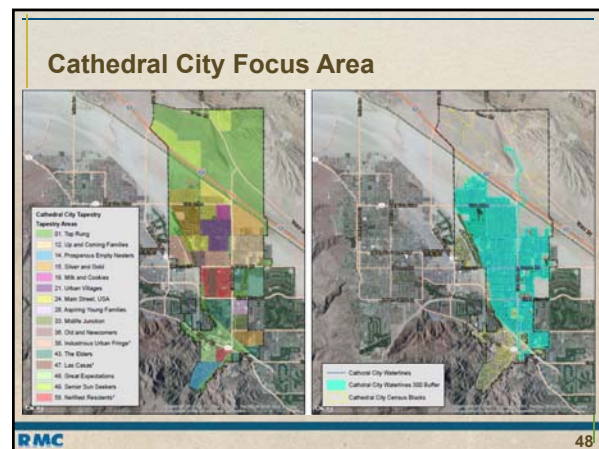 Cathedral City Focus Area
Cathedral City Tapestry
Tapestry Areas
01. Top Rung
12. Up and Coming Families
14. Prosperous Empty Nesters
15. Silver and Gold
16. Milk and Cookies
21. Urban Villages
24. Main Street, USA
28. Aspiring Young Families
33. Midlife Junction
36. Old and Newcomers
38. Industrious Urban Fringe*
43. The Elders
47. Las Casas*
48. Great Expectations
49. Senior Sun Seekers
59. NeWest Residents*
Cathedral City Waterlines
Cathedral City Waterlines 300 Buffer
Cathedral City Census Blocks
RMC
48